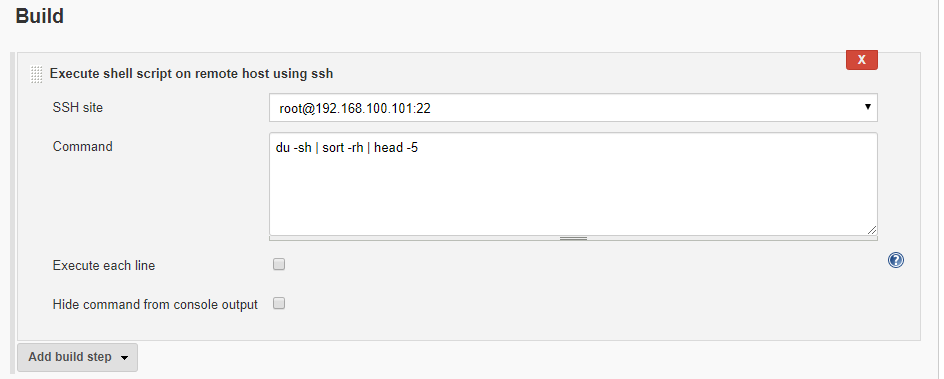 Build
X
Execute shell script on remote host using ssh
SSH site
root@192.168.100.101:22
Command
du -sh | sort -rh | head -5
Execute each line
?
Hide command from console output
Add build step